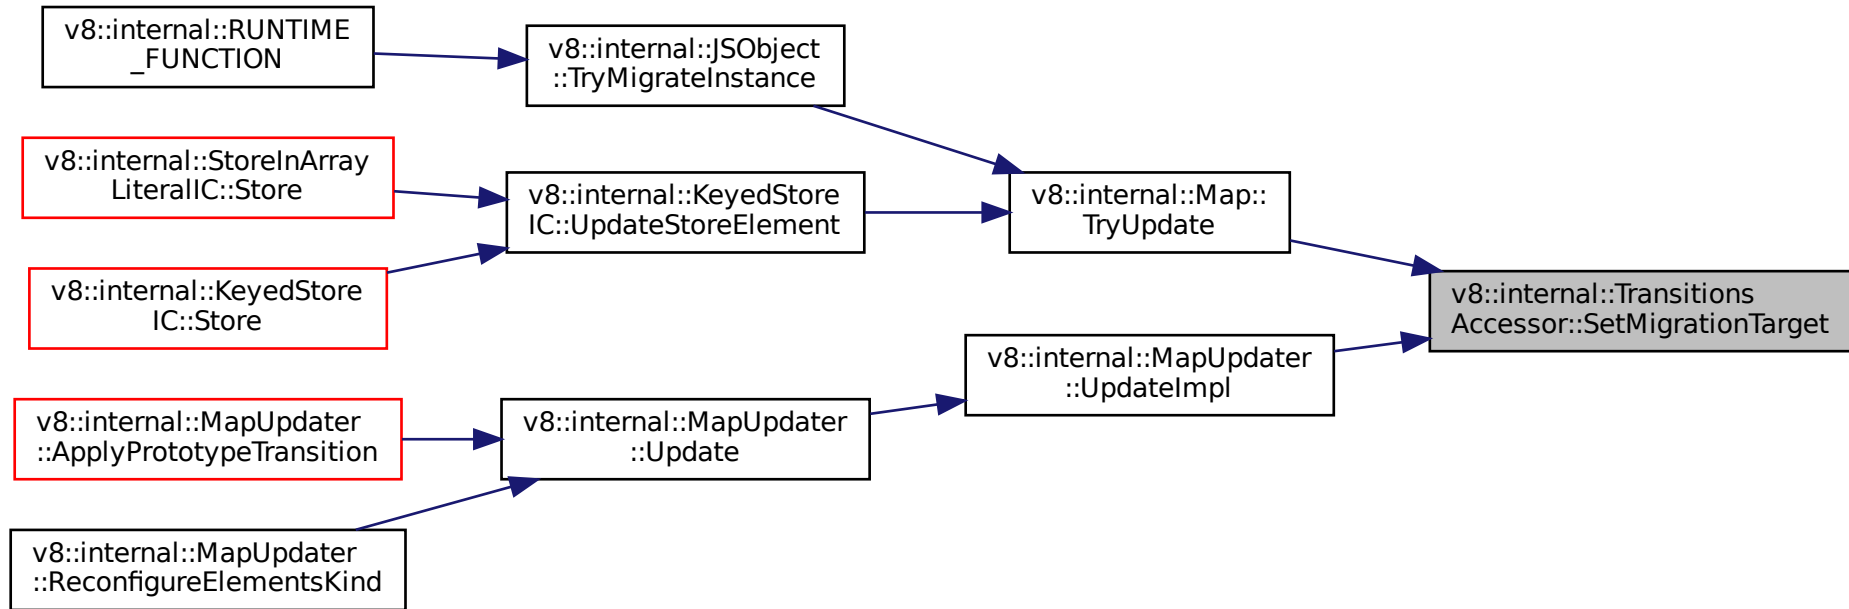 v8::internal::RUNTIME
_FUNCTION
v8::internal::JSObject
::TryMigrateInstance
v8::internal::StoreInArray
LiteralIC::Store
v8::internal::KeyedStore
IC::UpdateStoreElement
v8::internal::Map::
TryUpdate
v8::internal::KeyedStore
IC::Store
v8::internal::Transitions
Accessor::SetMigrationTarget
v8::internal::MapUpdater
::UpdateImpl
v8::internal::MapUpdater
::ApplyPrototypeTransition
v8::internal::MapUpdater
::Update
v8::internal::MapUpdater
::ReconfigureElementsKind